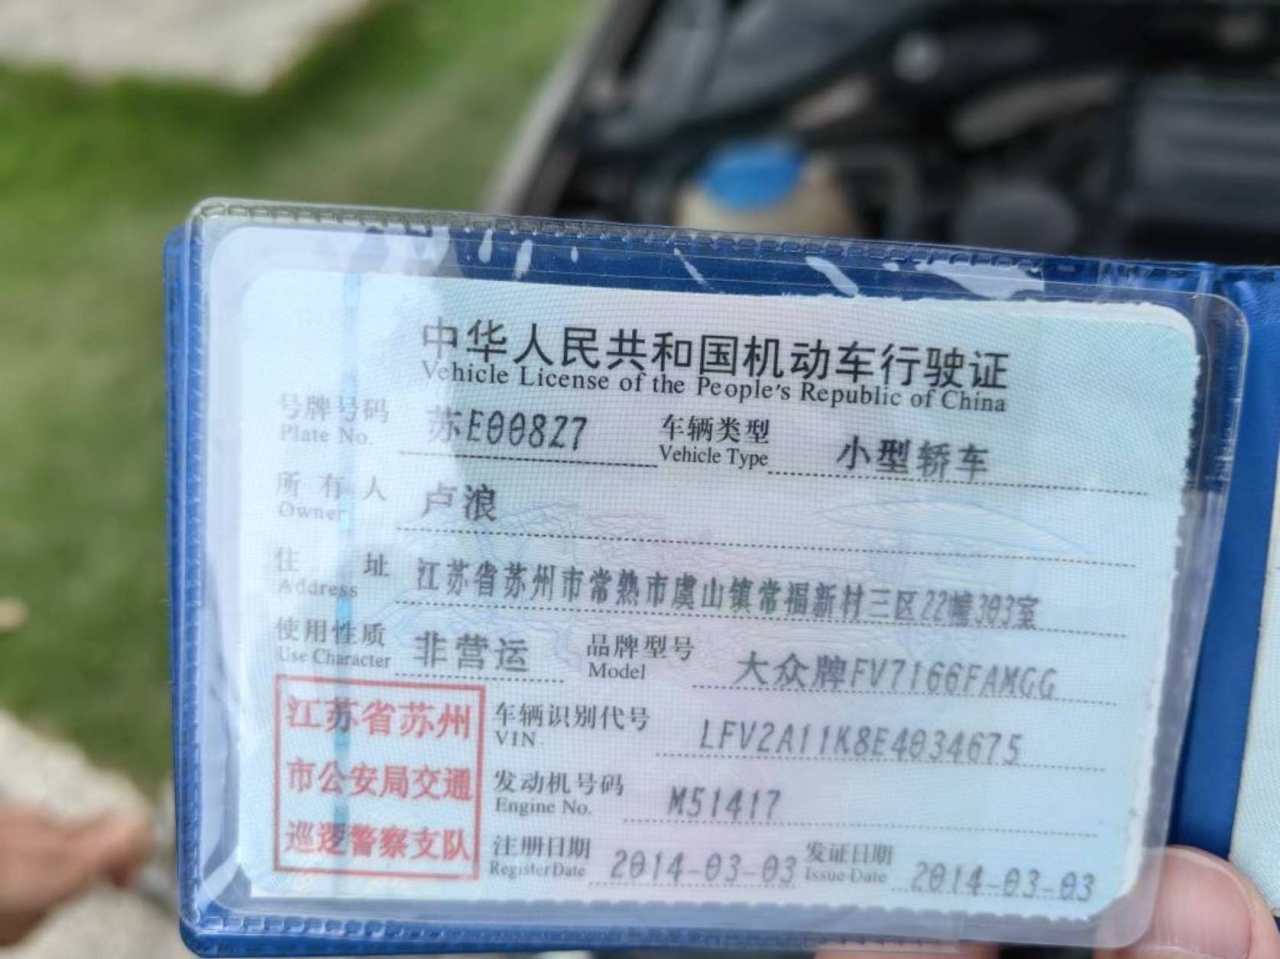 中华人民共和国机动车行驶证
Vehicle License of the People's Republic of China
号牌号码 苏E008Z7 车辆类型 小型轿车
Plate No. Vehicle Type
所有人 卢浪
Owner
住址 江苏省苏州市常熟市虞山镇常福新村三区22幢303室
Address
使用性质 非营运 品牌型号 大众牌FV7166FAMGG
Use Character Model
江苏省苏州
市公安局交通
巡逻警察支队
车辆识别代号 LFV2A11K8E4034675
VIN
发动机号码 M51417
Engine No.
注册日期 2014-03-03 发证日期 2014-03-03
Register Date Issue Date